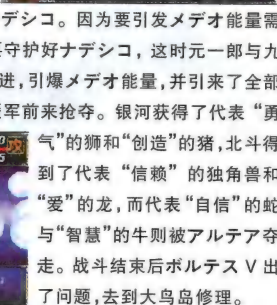 デシコ。因为要引发メデオ能量需
守护好ナデシコ，这时元一郎与九
进，引爆メデオ能量，并引来了全部
军前来抢夺。银河获得了代表“勇
气”的狮和“创造”的猪，北斗得
到了代表“信赖”的独角兽和
“爱”的龙，而代表“自信”的蛇
与“智慧”的牛则被アルテア夺
走。战斗结束后ボルテスV出
了问题，去到大鸟岛修理。